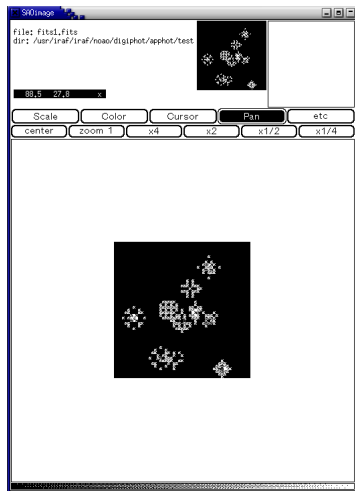 SAOimage
file: fits1.fits
dir: /usr/iraf/iraf/noao/digiphot/apphot/test
88.5 27.8 x
Scale Color Cursor Pan etc
center zoom 1 x4 x2 x1/2 x1/4